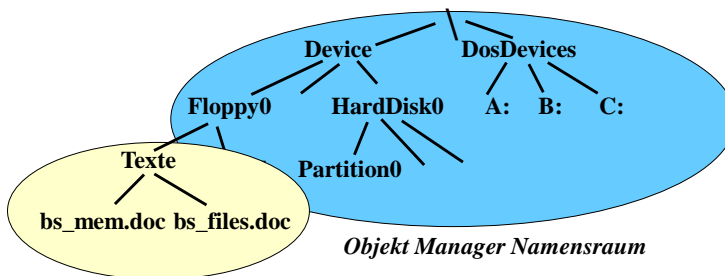 Device DosDevices
Floppy0 HardDisk0 A: B: C:
Texte Partition0
bs_mem.doc bs_files.doc
Objekt Manager Namensraum